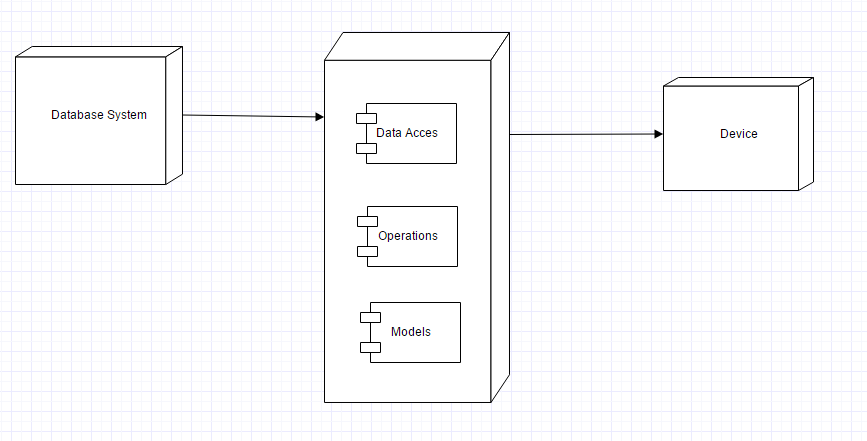 Database System
Data Acces
Operations
Models
Device